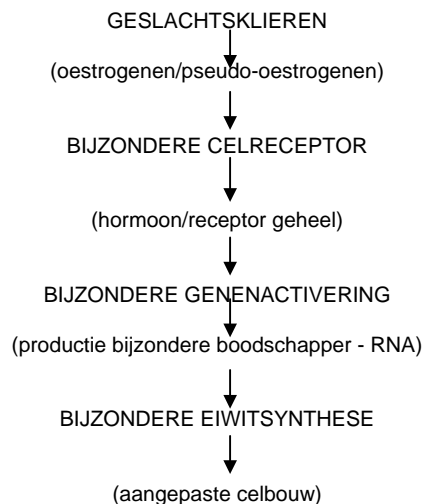 GESLACHTSKLIEREN
(oestrogenen/pseudo-oestrogenen)
BIJZONDERE CELRECEPTOR
(hormoon/receptor geheel)
BIJZONDERE GENENACTIVERING
(productie bijzondere boodschapper - RNA)
BIJZONDERE EIWITSYNTHESE
(aangepaste celbouw)